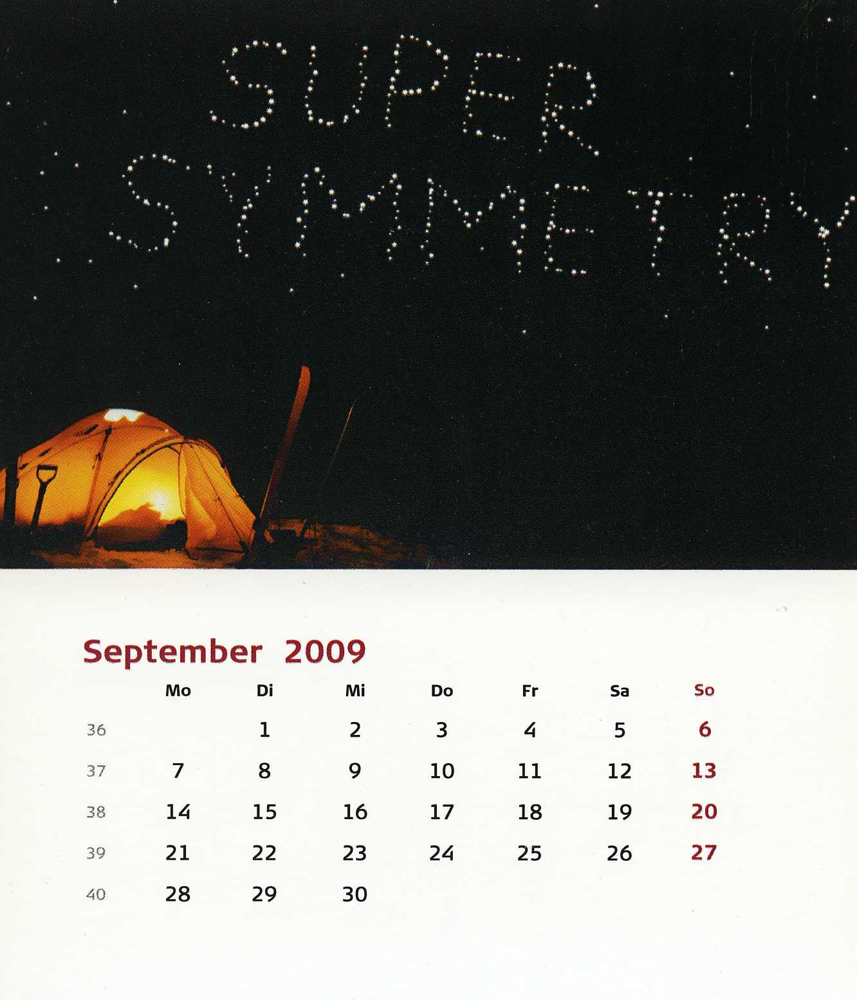 SUPER
SYMMETRY
September 2009
Mo Di Mi Do Fr Sa So
36 1 2 3 4 5 6
37 7 8 9 10 11 12 13
38 14 15 16 17 18 19 20
39 21 22 23 24 25 26 27
40 28 29 30